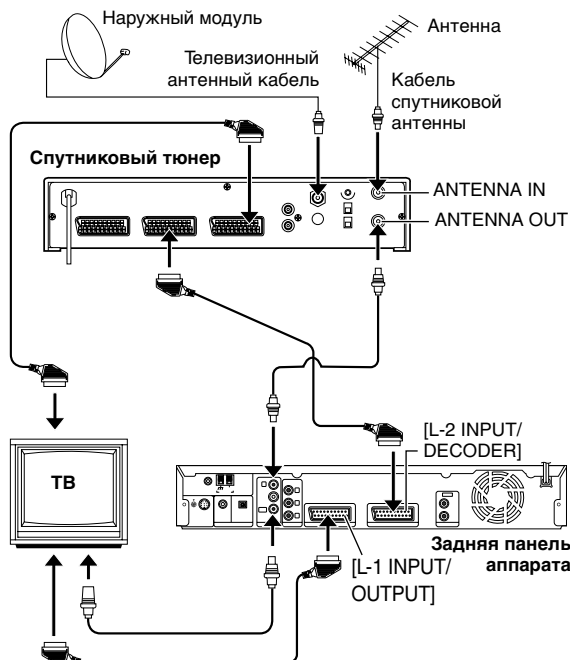 Наружный модуль
Антенна
Телевизионный
антенный кабель
Кабель
спутниковой
антенны
Спутниковый тюнер
ANTENNA IN
ANTENNA OUT
[L-2 INPUT/
DECODER]
ТВ
Задняя панель
аппарата
[L-1 INPUT/
OUTPUT]